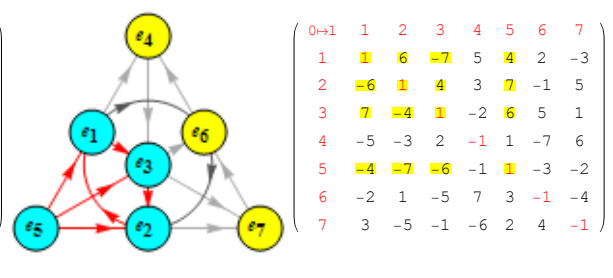 e4
e1
e6
e3
e5
e2
e7
0↦1 1 2 3 4 5 6 7
1 1 6 −7 5 4 2 −3
2 −6 1 4 3 7 −1 5
3 7 −4 1 −2 6 5 1
4 −5 −3 2 −1 1 −7 6
5 −4 −7 −6 −1 1 −3 −2
6 −2 1 −5 7 3 −1 −4
7 3 −5 −1 −6 2 4 −1